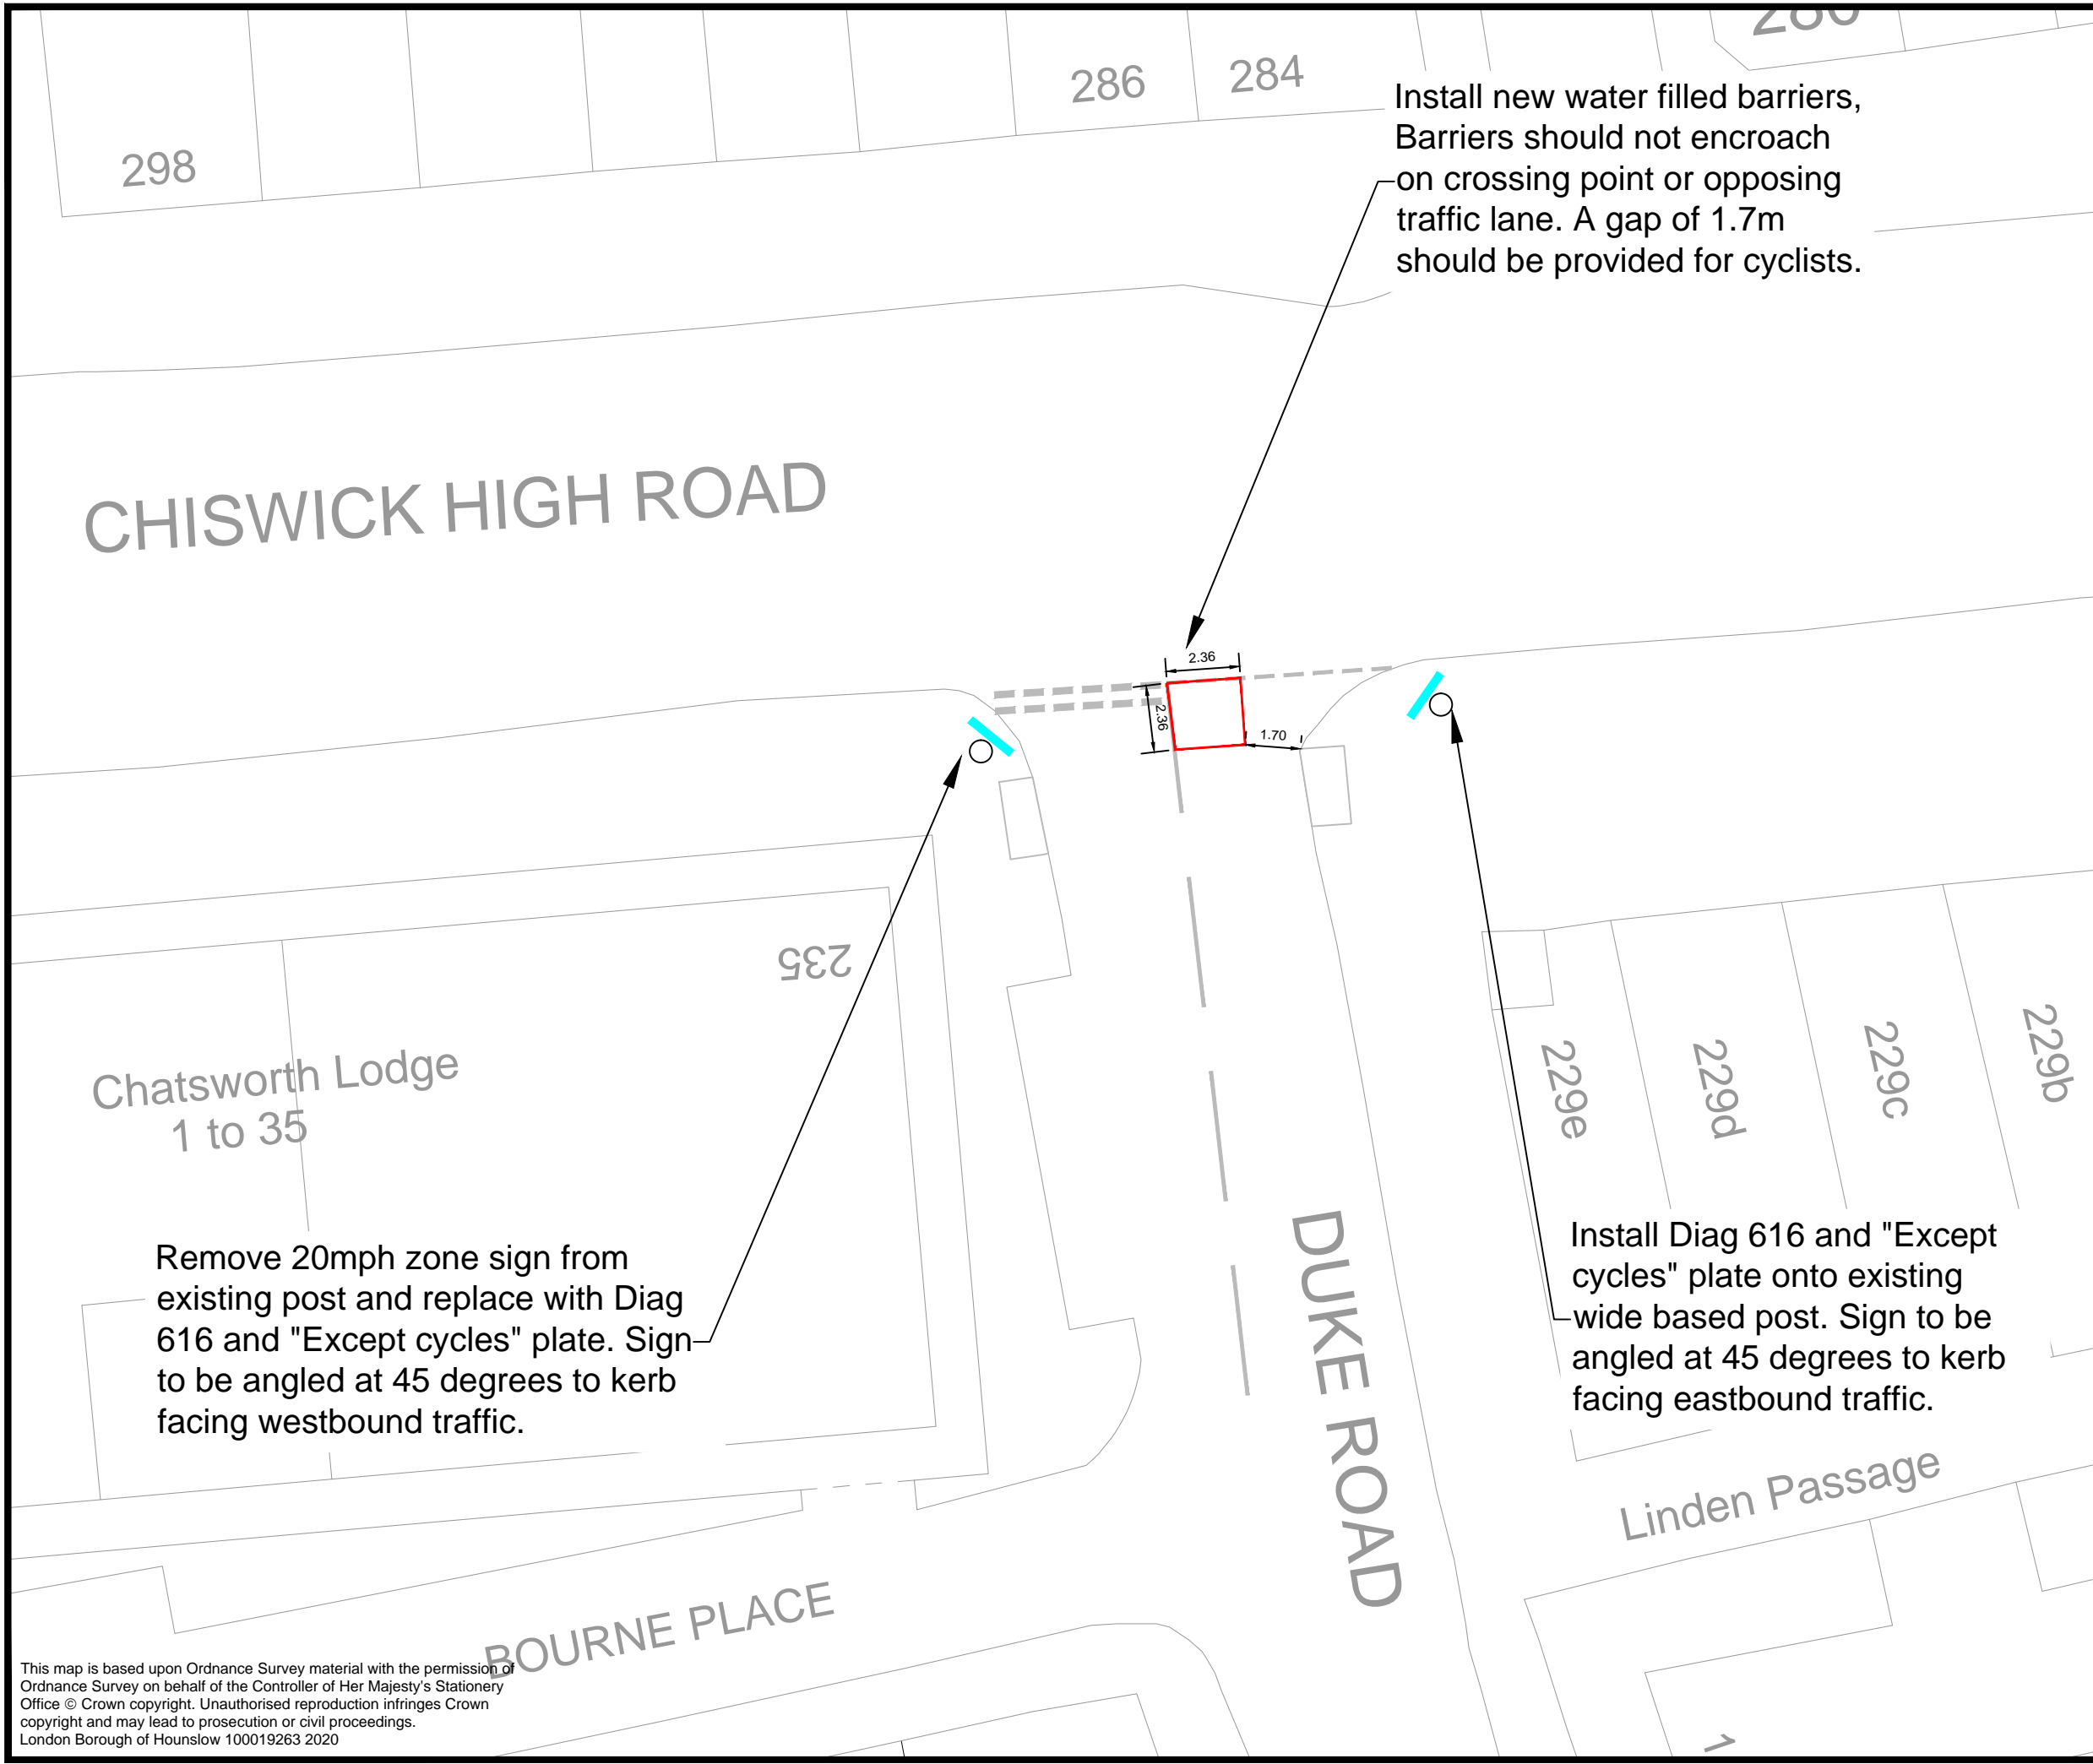 286
284
298
Install new water filled barriers,
Barriers should not encroach
on crossing point or opposing
traffic lane. A gap of 1.7m
should be provided for cyclists.
CHISWICK HIGH ROAD
2.36
2.36
1.70
235
Chatsworth Lodge
1 to 35
229e
229d
229c
229b
Remove 20mph zone sign from
existing post and replace with Diag
616 and "Except cycles" plate. Sign
to be angled at 45 degrees to kerb
facing westbound traffic.
DUKE ROAD
Install Diag 616 and "Except
cycles" plate onto existing
wide based post. Sign to be
angled at 45 degrees to kerb
facing eastbound traffic.
Linden Passage
BOURNE PLACE
This map is based upon Ordnance Survey material with the permission of
Ordnance Survey on behalf of the Controller of Her Majesty's Stationery
Office © Crown copyright. Unauthorised reproduction infringes Crown
copyright and may lead to prosecution or civil proceedings.
London Borough of Hounslow 100019263 2020
1